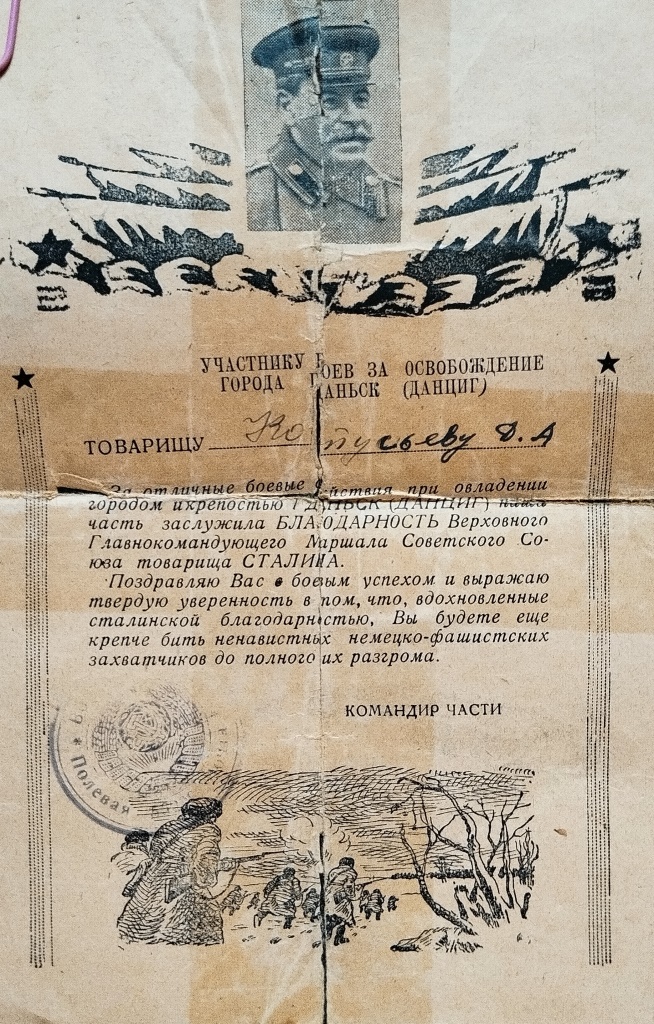 УЧАСТНИКУ БОЕВ ЗА ОСВОБОЖДЕНИЕ
ГОРОДА ГДАНЬСК (ДАНЦИГ)
ТОВАРИЩУ Д. А
За отличные боевые действия при овладении
городом и крепостью ГДАНЬСК (ДАНЦИГ) наша
часть заслужила БЛАГОДАРНОСТЬ Верховного
Главнокомандующего Маршала Советского Со-
юза товарища СТАЛИНА.
Поздравляю Вас с боевым успехом и выражаю
твердую уверенность в том, что, вдохновленные
сталинской благодарностью, Вы будете еще
крепче бить ненавистных немецко-фашистских
захватчиков до полного их разгрома.
КОМАНДИР ЧАСТИ
Полевая